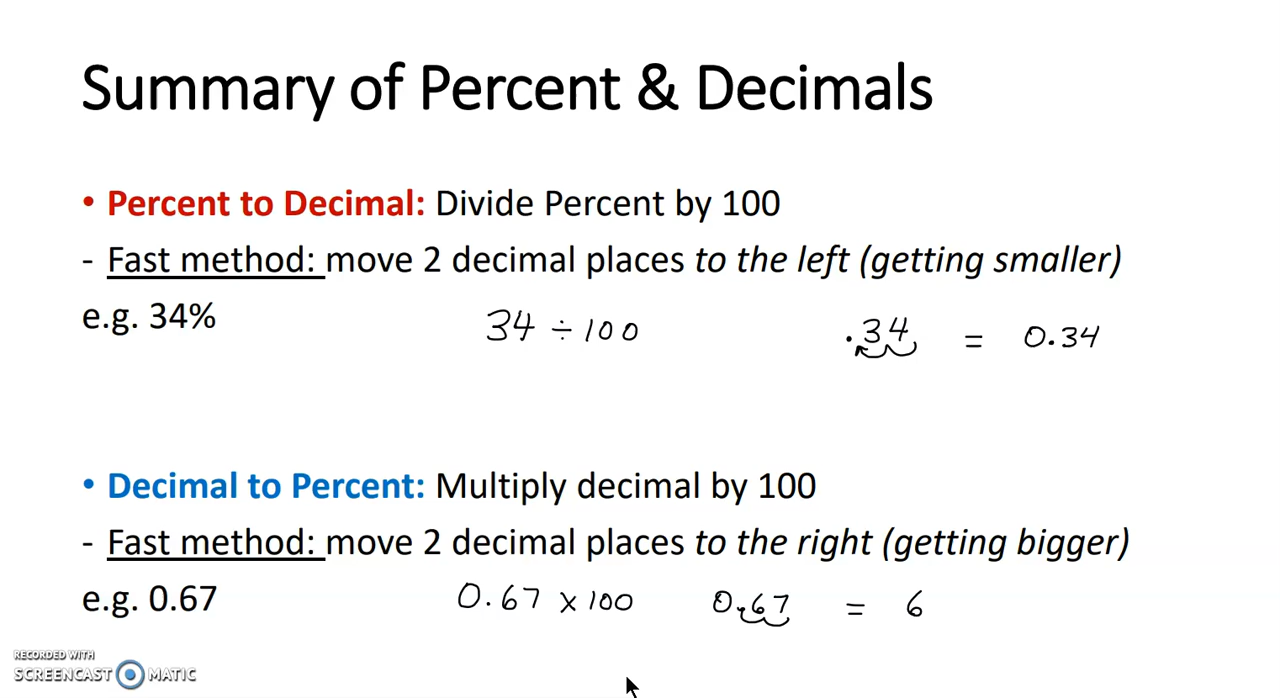 Summary of Percent & Decimals
• Percent to Decimal: Divide Percent by 100
- Fast method: move 2 decimal places to the left (getting smaller)
e.g. 34% 34 ÷ 100 .34 = 0.34
• Decimal to Percent: Multiply decimal by 100
- Fast method: move 2 decimal places to the right (getting bigger)
e.g. 0.67 0.67 x 100 0.67 = 6
RECORDED WITH
SCREENCAST MATIC